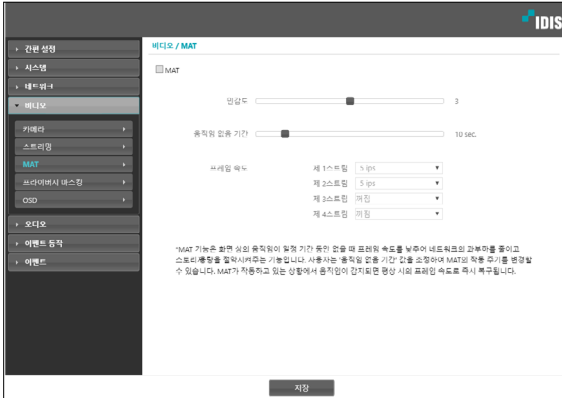 IDIS
간편 설정
시스템
네트워크
비디오
카메라
스트리밍
MAT
프라이버시 마스킹
OSD
오디오
이벤트 동작
이벤트
비디오 / MAT
MAT
민감도 3
움직임 없음 기간 10 sec.
프레임 속도 제 1스트림 5 ips
제 2스트림 5 ips
제 3스트림 꺼짐
제 4스트림 꺼짐
*MAT 기능은 화면 상의 움직임이 일정 기간 동안 없을 때 프레임 속도를 낮추어 네트워크의 과부하를 줄이고
스토리지용량을 절약시켜주는 기능입니다. 사용자는 '움직임 없음 기간' 값을 조정하여 MAT의 작동 주기를 변경할
수 있습니다. MAT가 작동하고 있는 상황에서 움직임이 감지되면 평상 시의 프레임 속도로 즉시 복구됩니다.
저장